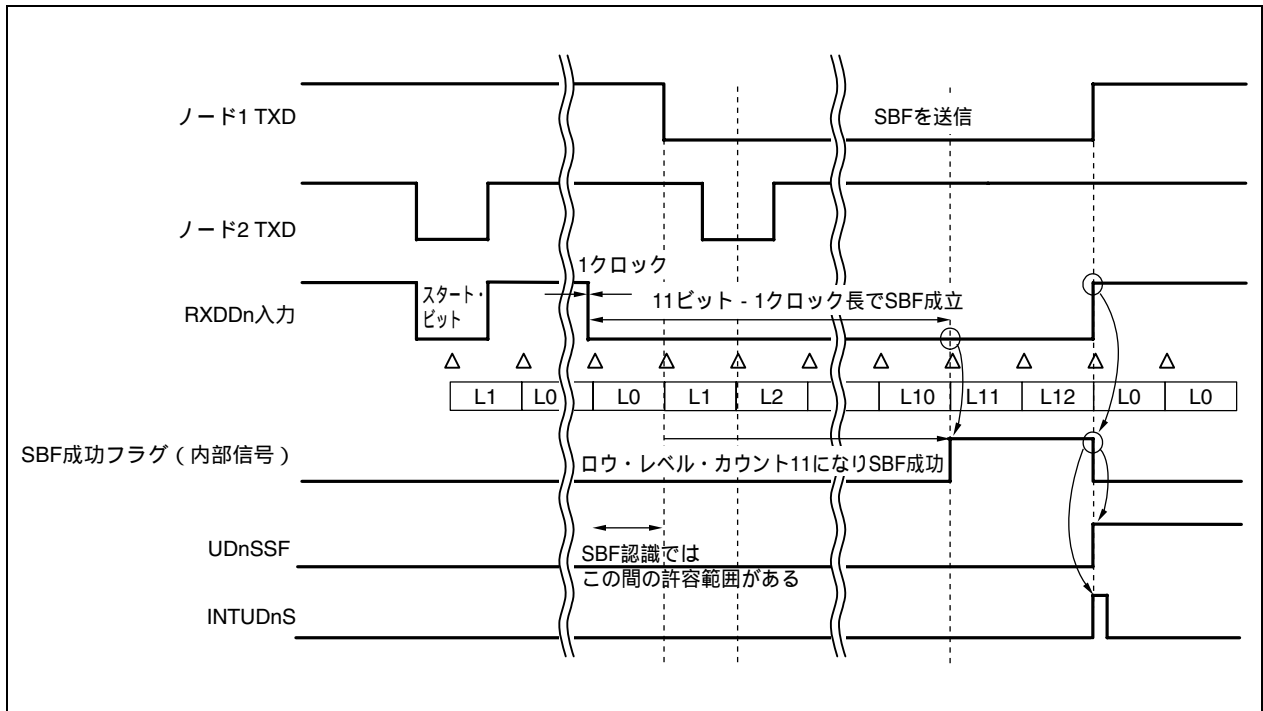 ノード1 TXD
SBFを送信
ノード2 TXD
1クロック
RXDDn入力
スタート・
ビット
11ビット - 1クロック長でSBF成立
L1 L0 L0 L1 L2 L10 L11 L12 L0 L0
SBF成功フラグ(内部信号)
ロウ・レベル・カウント11になりSBF成功
UDnSSF
SBF認識では
この間の許容範囲がある
INTUDnS